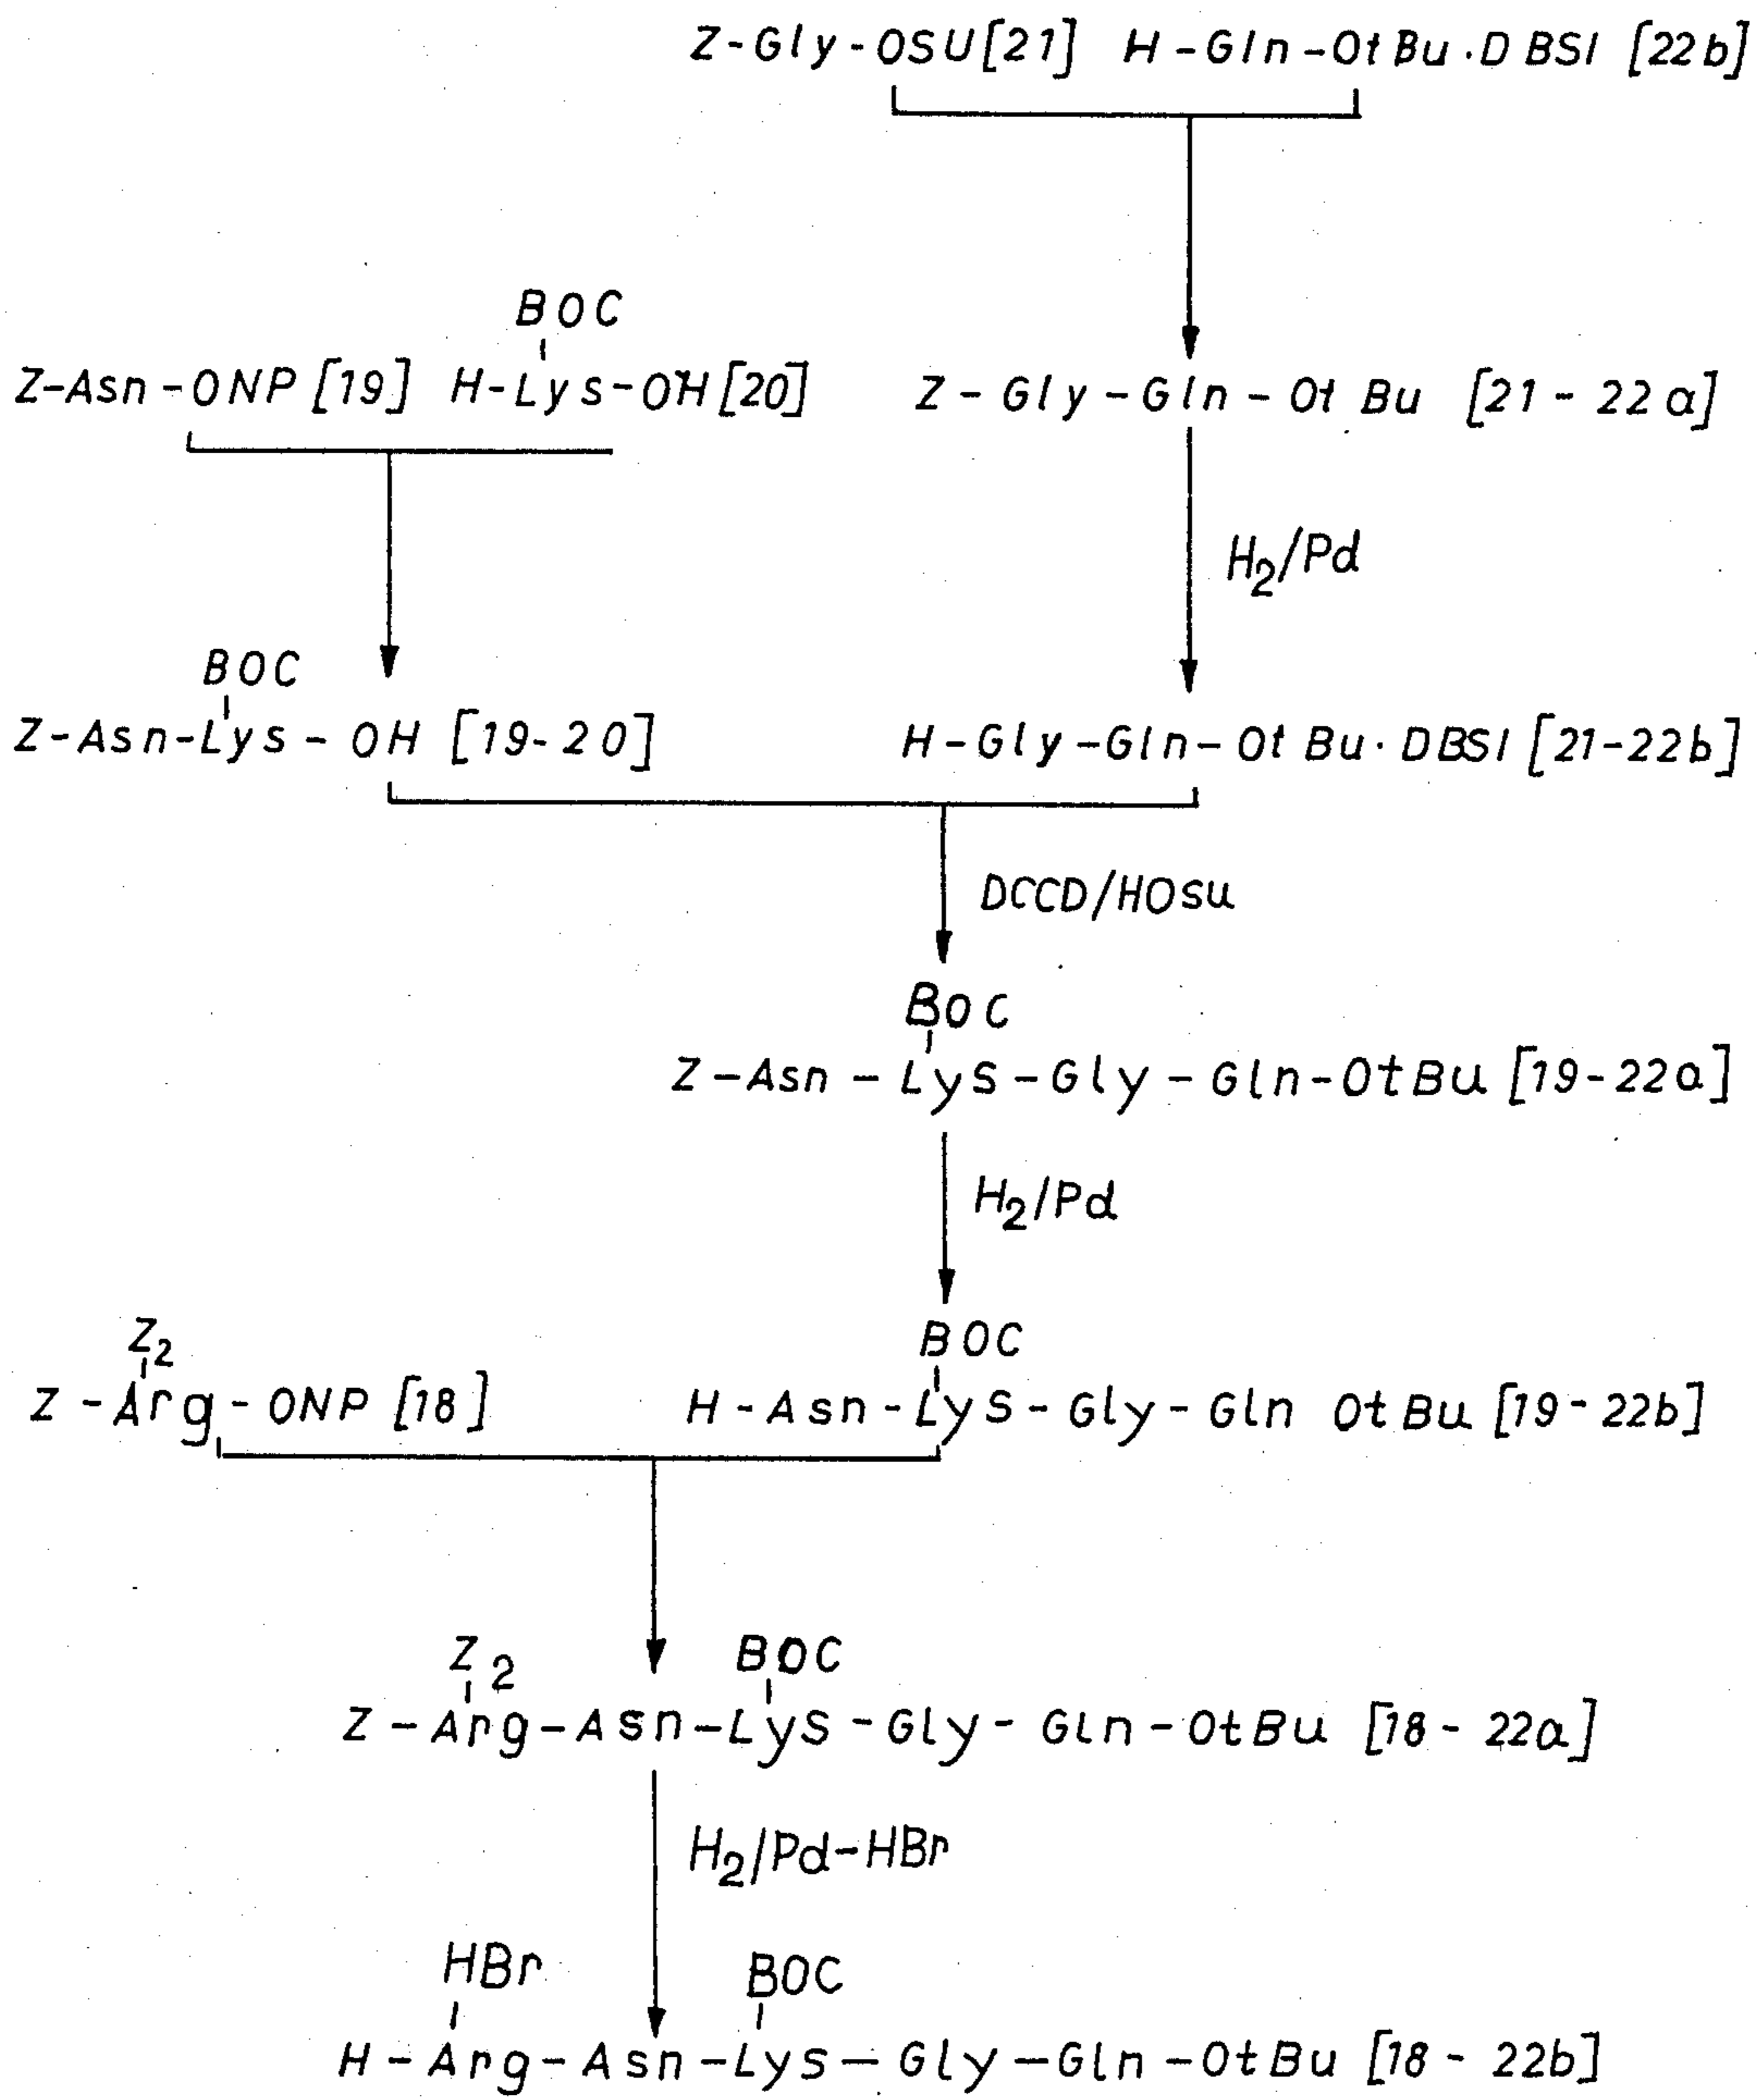 Z-Gly-OSU[21] H-Gln-OtBu·DBSI [22b]
BOC
Z-Asn-ONP[19] H-Lys-OH[20] Z-Gly-Gln-OtBu [21-22a]
H2/Pd
BOC
Z-Asn-Lys-OH [19-20] H-Gly-Gln-OtBu·DBSI [21-22b]
DCCD/HOsu
BOC
Z-Asn-Lys-Gly-Gln-OtBu [19-22a]
H2/Pd
Z2 BOC
Z-Arg-ONP [18] H-Asn-Lys-Gly-Gln OtBu [19-22b]
Z2 BOC
Z-Arg-Asn-Lys-Gly-Gln-OtBu [18-22a]
H2/Pd-HBr
HBr BOC
H-Arg-Asn-Lys-Gly-Gln-OtBu [18-22b]